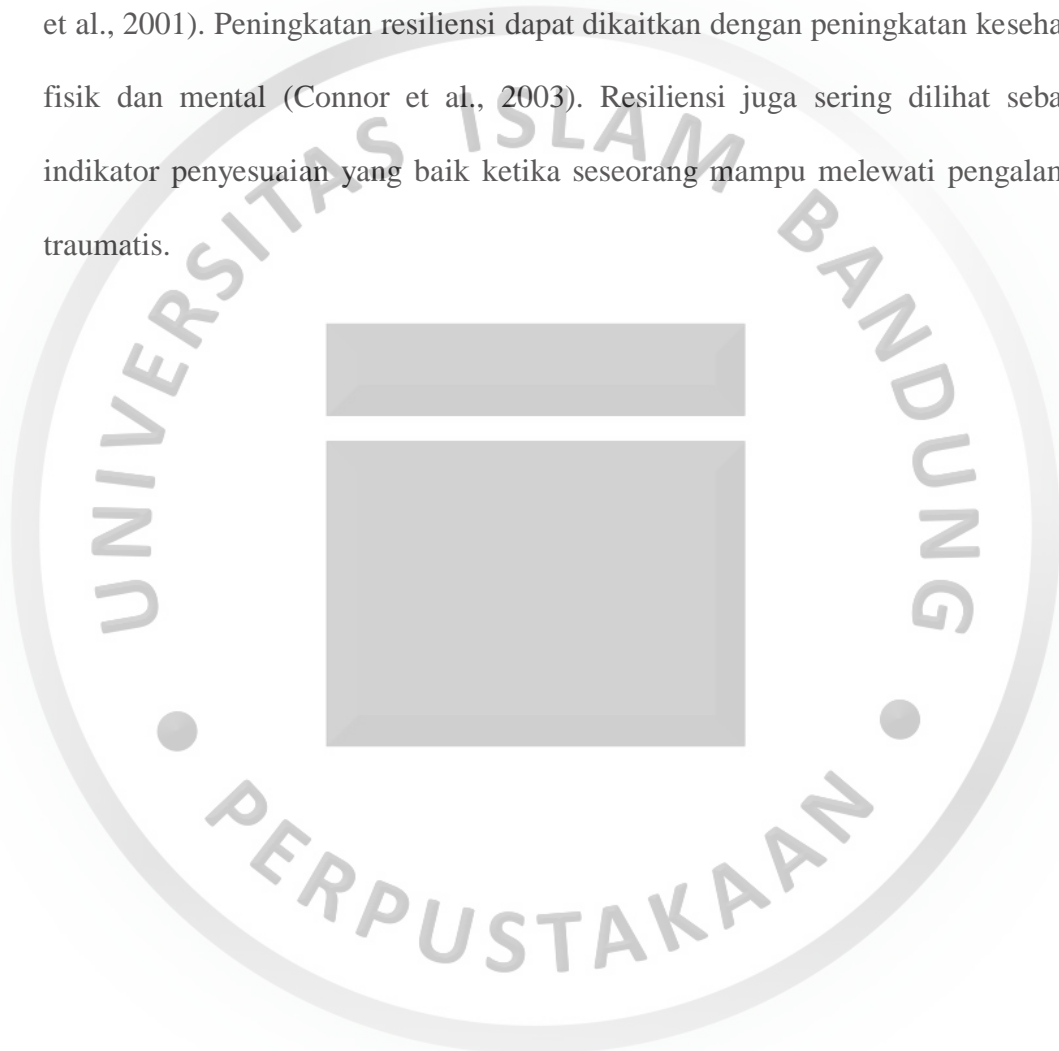 et al., 2001). Peningkatan resiliensi dapat dikaitkan dengan peningkatan keseha
fisik dan mental (Connor et al., 2003). Resiliensi juga sering dilihat seba
indikator penyesuaian yang baik ketika seseorang mampu melewati pengalan
traumatis.
UNIVERSITAS ISLAM BANDUNG
PERPUSTAKAAN